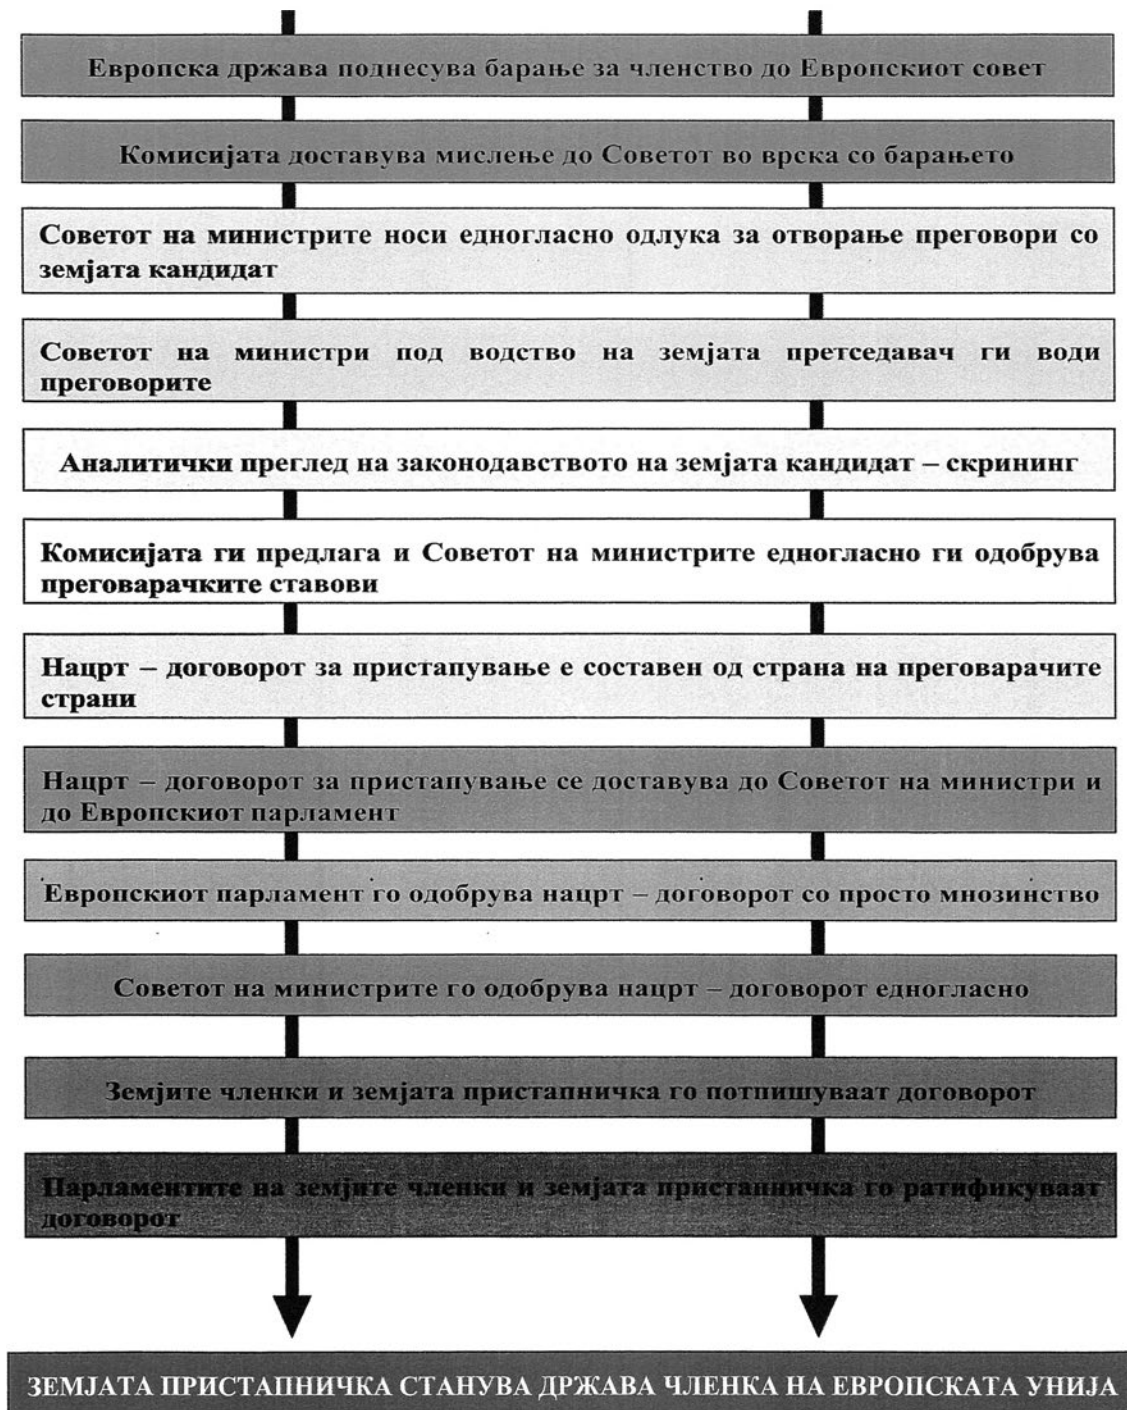 Европска држава поднесува барање за членство до Европскиот совет
Комисијата доставува мислење до Советот во врска со барањето
Советот на министрите носи едногласно одлука за отворање преговори со
земјата кандидат
Советот на министри под водство на земјата претседавач ги води
преговорите
Аналитички преглед на законодавството на земјата кандидат – скрининг
Комисијата ги предлага и Советот на министрите едногласно ги одобрува
преговарачките ставови
Нацрт – договорот за пристапување е составен од страна на преговарачите
страни
Нацрт – договорот за пристапување се доставува до Советот на министри и
до Европскиот парламент
Европскиот парламент го одобрува нацрт – договорот со просто мнозинство
Советот на министрите го одобрува нацрт – договорот едногласно
Земјите членки и земјата пристапничка го потпишуваат договорот
Парламентите на земјите членки и земјата пристапничка го ратификуваат
договорот
ЗЕМЈАТА ПРИСТАПНИЧКА СТАНУВА ДРЖАВА ЧЛЕНКА НА ЕВРОПСКАТА УНИЈА